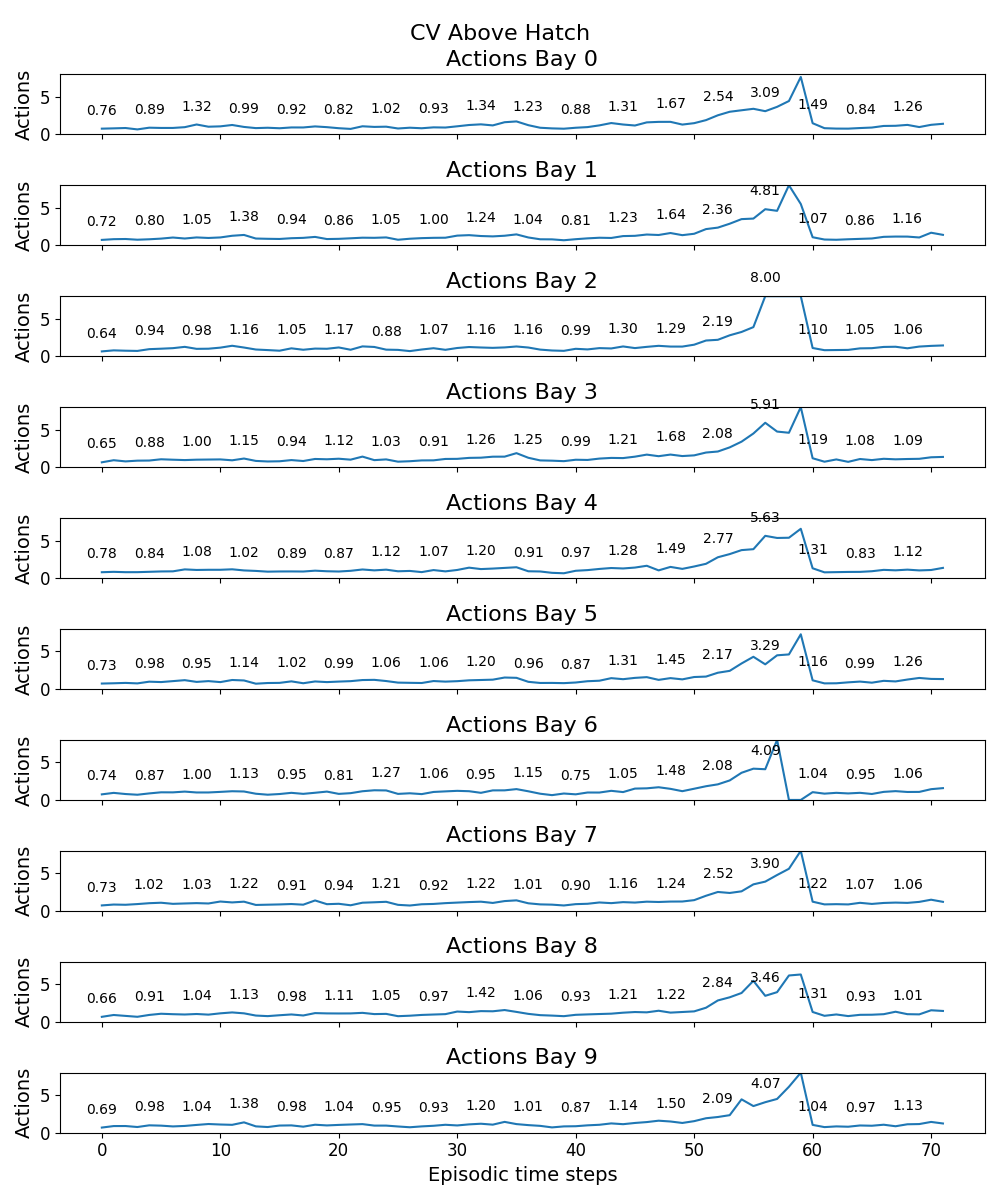 CV Above Hatch
Actions Bay 0
Actions
5
0
0.76 0.89 1.32 0.99 0.92 0.82 1.02 0.93 1.34 1.23 0.88 1.31 1.67 2.54 3.09 1.49 0.84 1.26
Actions Bay 1
Actions
5
0
0.72 0.80 1.05 1.38 0.94 0.86 1.05 1.00 1.24 1.04 0.81 1.23 1.64 2.36 4.81 1.07 0.86 1.16
Actions Bay 2
Actions
5
0
0.64 0.94 0.98 1.16 1.05 1.17 0.88 1.07 1.16 1.16 0.99 1.30 1.29 2.19 8.00 1.10 1.05 1.06
Actions Bay 3
Actions
5
0
0.65 0.88 1.00 1.15 0.94 1.12 1.03 0.91 1.26 1.25 0.99 1.21 1.68 2.08 5.91 1.19 1.08 1.09
Actions Bay 4
Actions
5
0
0.78 0.84 1.08 1.02 0.89 0.87 1.12 1.07 1.20 0.91 0.97 1.28 1.49 2.77 5.63 1.31 0.83 1.12
Actions Bay 5
Actions
5
0
0.73 0.98 0.95 1.14 1.02 0.99 1.06 1.06 1.20 0.96 0.87 1.31 1.45 2.17 3.29 1.16 0.99 1.26
Actions Bay 6
Actions
5
0
0.74 0.87 1.00 1.13 0.95 0.81 1.27 1.06 0.95 1.15 0.75 1.05 1.48 2.08 4.09 1.04 0.95 1.06
Actions Bay 7
Actions
5
0
0.73 1.02 1.03 1.22 0.91 0.94 1.21 0.92 1.22 1.01 0.90 1.16 1.24 2.52 3.90 1.22 1.07 1.06
Actions Bay 8
Actions
5
0
0.66 0.91 1.04 1.13 0.98 1.11 1.05 0.97 1.42 1.06 0.93 1.21 1.22 2.84 3.46 1.31 0.93 1.01
Actions Bay 9
Actions
5
0
0.69 0.98 1.04 1.38 0.98 1.04 0.95 0.93 1.20 1.01 0.87 1.14 1.50 2.09 4.07 1.04 0.97 1.13
0 10 20 30 40 50 60 70
Episodic time steps